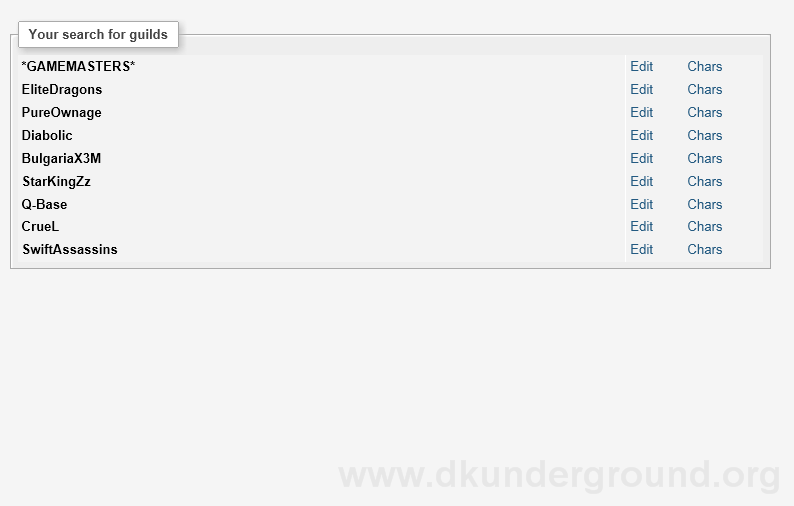 Your search for guilds
*GAMEMASTERS* Edit Chars
EliteDragons Edit Chars
PureOwnage Edit Chars
Diabolic Edit Chars
BulgariaX3M Edit Chars
StarKingZz Edit Chars
Q-Base Edit Chars
CrueL Edit Chars
SwiftAssassins Edit Chars
www.dkunderground.org